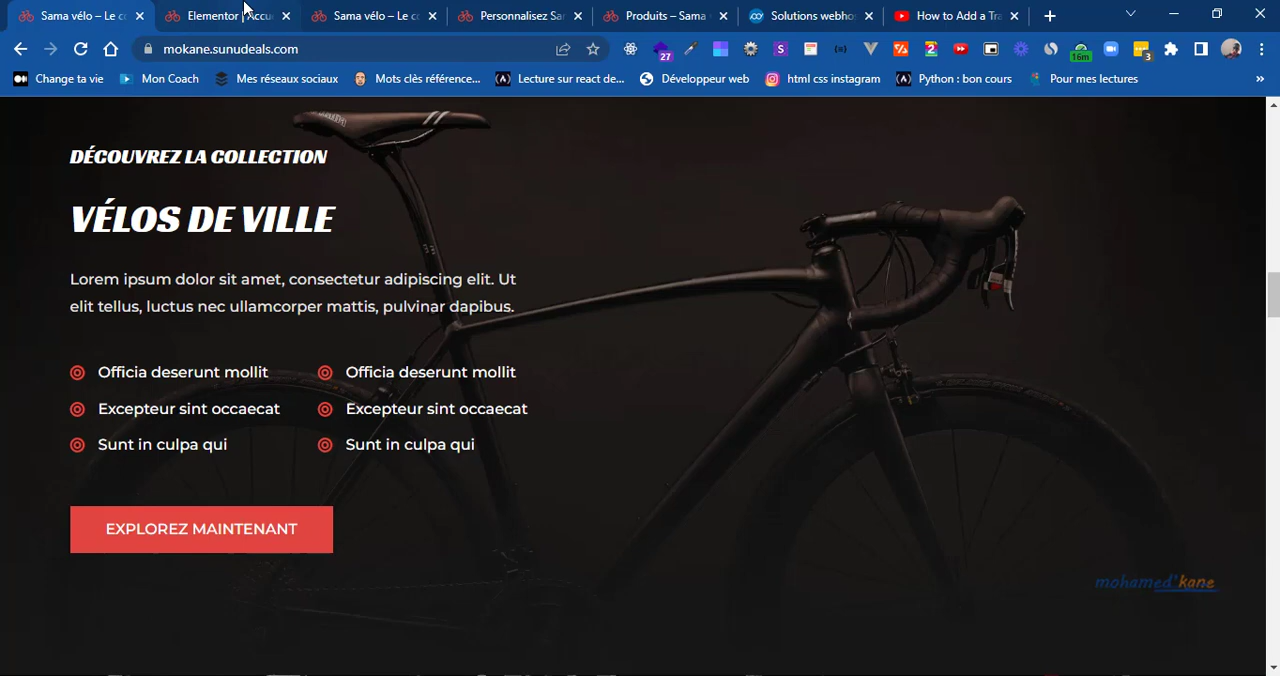 Sama vélo – Le c
Elementor | Accu
Sama vélo – Le c
Personnalisez Sa
Produits – Sama
Solutions webho
How to Add a Tra
mokane.sunudeals.com
27
16m
3
Change ta vie
Mon Coach
Mes réseaux sociaux
Mots clès référence...
Lecture sur react de...
Développeur web
html css instagram
Python : bon cours
Pour mes lectures
»
DÉCOUVREZ LA COLLECTION
VÉLOS DE VILLE
Lorem ipsum dolor sit amet, consectetur adipiscing elit. Ut
elit tellus, luctus nec ullamcorper mattis, pulvinar dapibus.
Officia deserunt mollit
Officia deserunt mollit
Excepteur sint occaecat
Excepteur sint occaecat
Sunt in culpa qui
Sunt in culpa qui
EXPLOREZ MAINTENANT
mohamed'kane